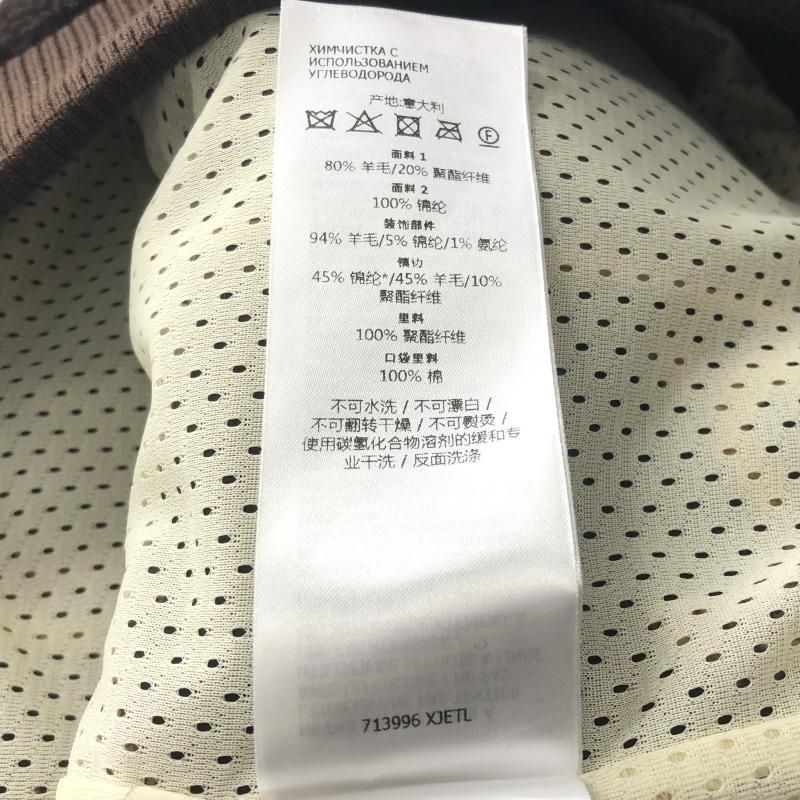 ХИМЧИСТКА С
ИСПОЛЬЗОВАНИЕМ
УГЛЕВОДОРОДА
产地:意大利
F
面料 1
80% 羊毛/20% 聚酯纤维
面料 2
100% 锦纶
装饰部件
94% 羊毛/5% 锦纶/1% 氨纶
镶边
45% 锦纶*/45% 羊毛/10%
聚酯纤维
里料
100% 聚酯纤维
口袋里料
100% 棉
不可水洗 / 不可漂白 /
不可翻转干燥 / 不可熨烫 /
使用碳氢化合物溶剂的缓和专
业干洗 / 反面洗涤
713996 XJETL